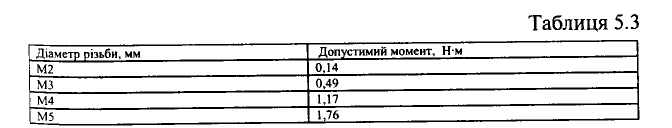 Таблиця 5.3
Діаметр різьби, мм Допустимий момент, Н·м
М2 0,14
М3 0,49
М4 1,17
М5 1,76